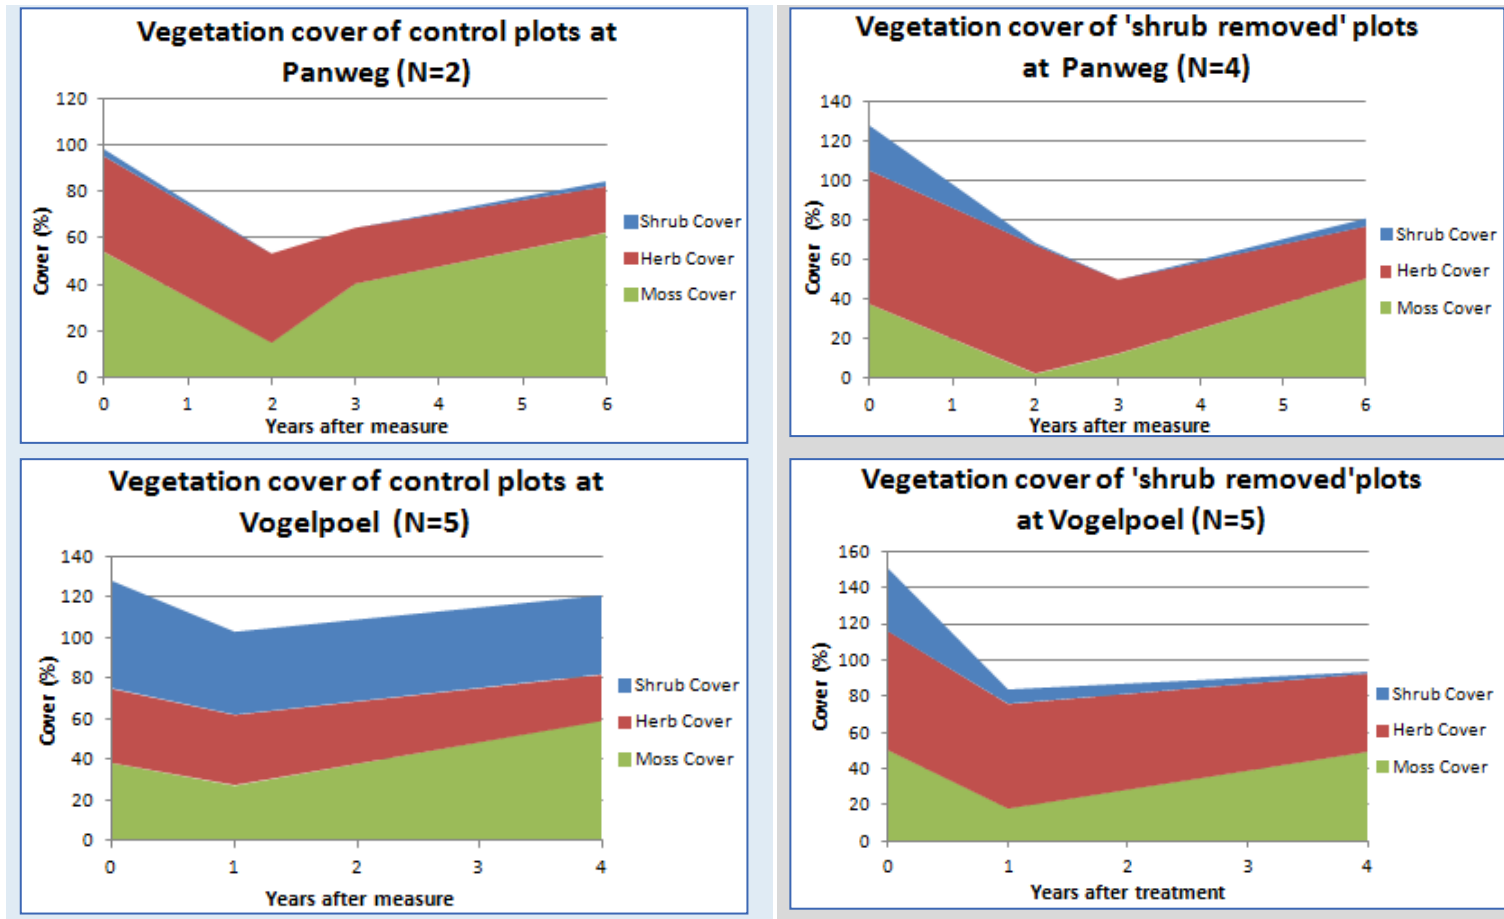 Vegetation cover of control plots at
Panweg (N=2)
120
100
80
60
40
20
0
Cover (%)
0 1 2 3 4 5 6
Years after measure
Shrub Cover
Herb Cover
Moss Cover
Vegetation cover of 'shrub removed' plots
at Panweg (N=4)
140
120
100
80
60
40
20
0
Cover (%)
0 1 2 3 4 5 6
Years after measure
Shrub Cover
Herb Cover
Moss Cover
Vegetation cover of control plots at
Vogelpoel (N=5)
140
120
100
80
60
40
20
0
Cover (%)
0 1 2 3 4
Years after measure
Shrub Cover
Herb Cover
Moss Cover
Vegetation cover of 'shrub removed'plots
at Vogelpoel (N=5)
160
140
120
100
80
60
40
20
0
Cover (%)
0 1 2 3 4
Years after treatment
Shrub Cover
Herb Cover
Moss Cover